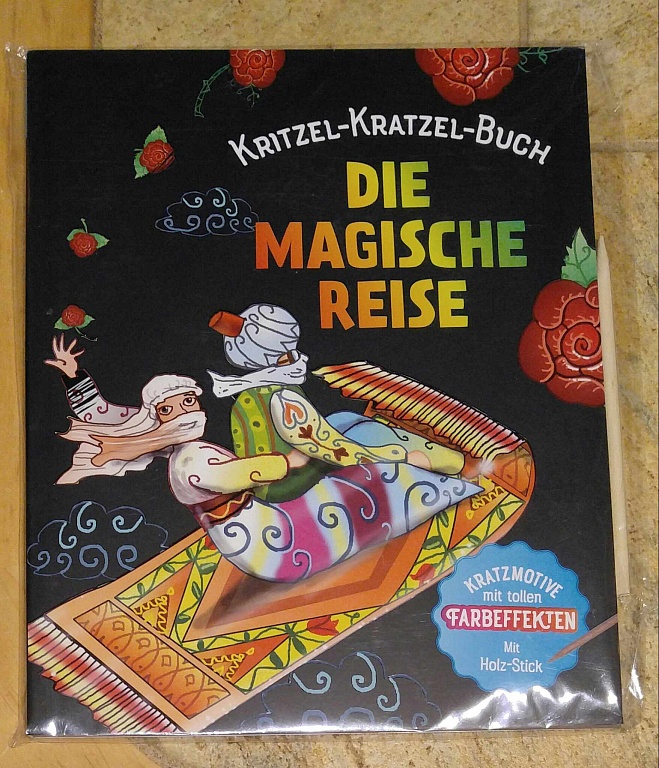 KRITZEL-KRATZEL-BUCH
DIE
MAGISCHE
REISE
KRATZMOTIVE
mit tollen
FARBEFFEKTEN
Mit
Holz-Stick